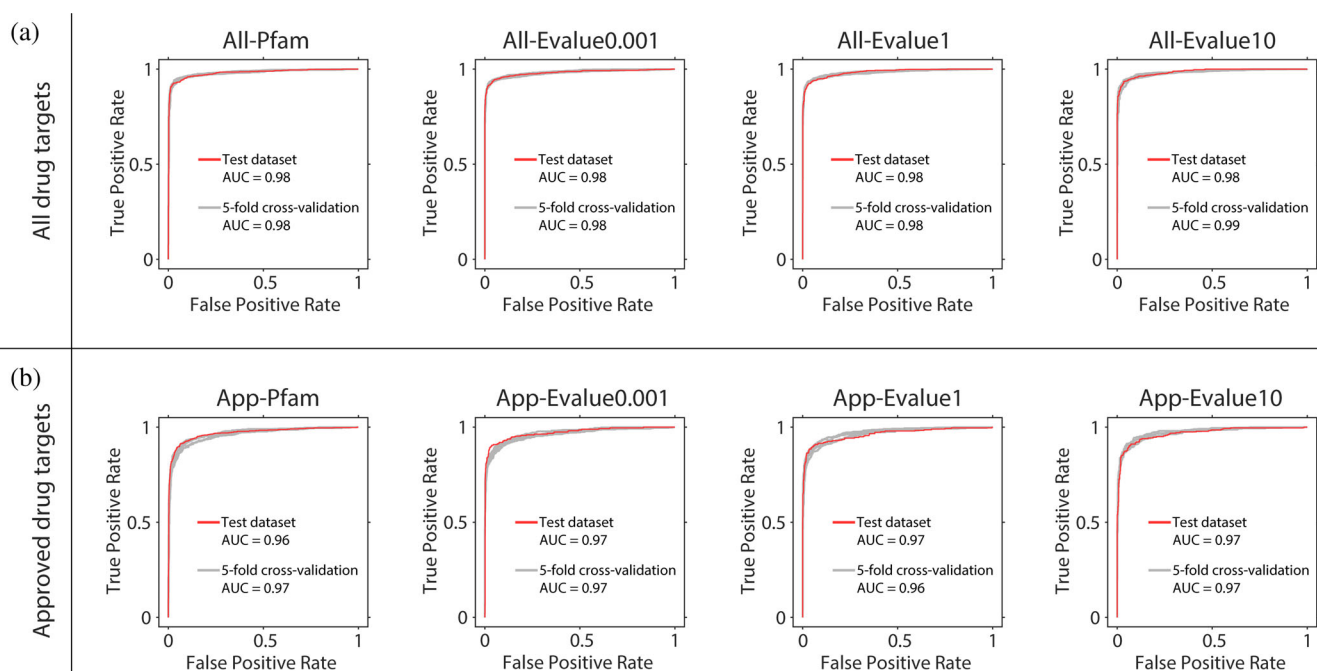 (a)
All drug targets
All-Pfam
True Positive Rate
1
0.5
0
Test dataset
AUC = 0.98
5-fold cross-validation
AUC = 0.98
0 0.5 1
False Positive Rate
All-Evalue0.001
True Positive Rate
1
0.5
0
Test dataset
AUC = 0.98
5-fold cross-validation
AUC = 0.98
0 0.5 1
False Positive Rate
All-Evalue1
True Positive Rate
1
0.5
0
Test dataset
AUC = 0.98
5-fold cross-validation
AUC = 0.98
0 0.5 1
False Positive Rate
All-Evalue10
True Positive Rate
1
0.5
0
Test dataset
AUC = 0.98
5-fold cross-validation
AUC = 0.99
0 0.5 1
False Positive Rate
(b)
Approved drug targets
App-Pfam
True Positive Rate
1
0.5
0
Test dataset
AUC = 0.96
5-fold cross-validation
AUC = 0.97
0 0.5 1
False Positive Rate
App-Evalue0.001
True Positive Rate
1
0.5
0
Test dataset
AUC = 0.97
5-fold cross-validation
AUC = 0.97
0 0.5 1
False Positive Rate
App-Evalue1
True Positive Rate
1
0.5
0
Test dataset
AUC = 0.97
5-fold cross-validation
AUC = 0.96
0 0.5 1
False Positive Rate
App-Evalue10
True Positive Rate
1
0.5
0
Test dataset
AUC = 0.97
5-fold cross-validation
AUC = 0.97
0 0.5 1
False Positive Rate